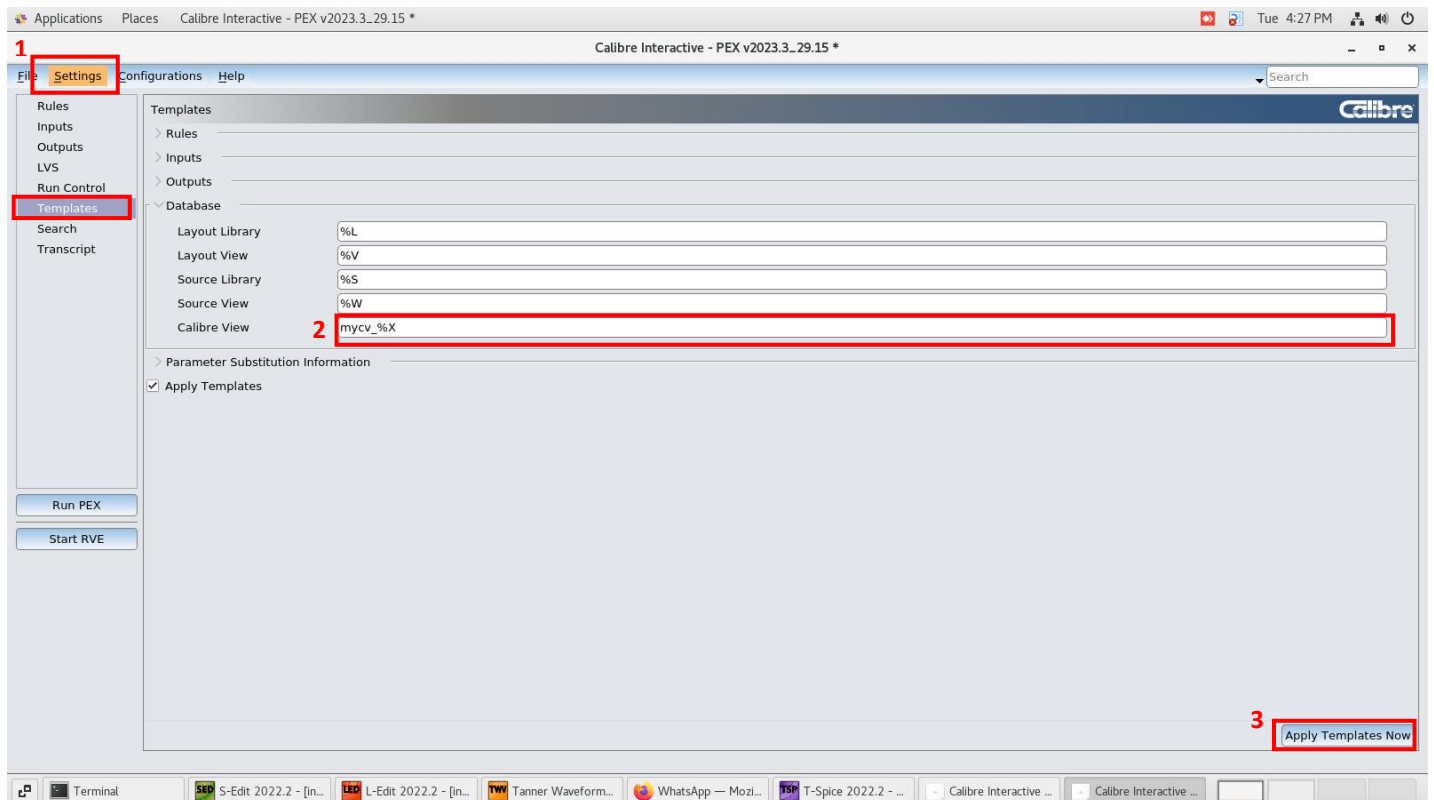 Applications Places Calibre Interactive - PEX v2023.3_29.15 * Tue 4:27 PM
1
Calibre Interactive - PEX v2023.3_29.15 *
File Settings Configurations Help Search
Rules
Inputs
Outputs
LVS
Run Control
Templates
Search
Transcript
Run PEX
Start RVE
Templates Calibre
Rules
Inputs
Outputs
Database
Layout Library %L
Layout View %V
Source Library %S
Source View %W
Calibre View 2 mycv_%X
Parameter Substitution Information
Apply Templates
3
Apply Templates Now
Terminal SED S-Edit 2022.2 - [in... LED L-Edit 2022.2 - [in... TWV Tanner Waveform... WhatsApp — Mozi... TSP T-Spice 2022.2 - ... Calibre Interactive ... Calibre Interactive ...